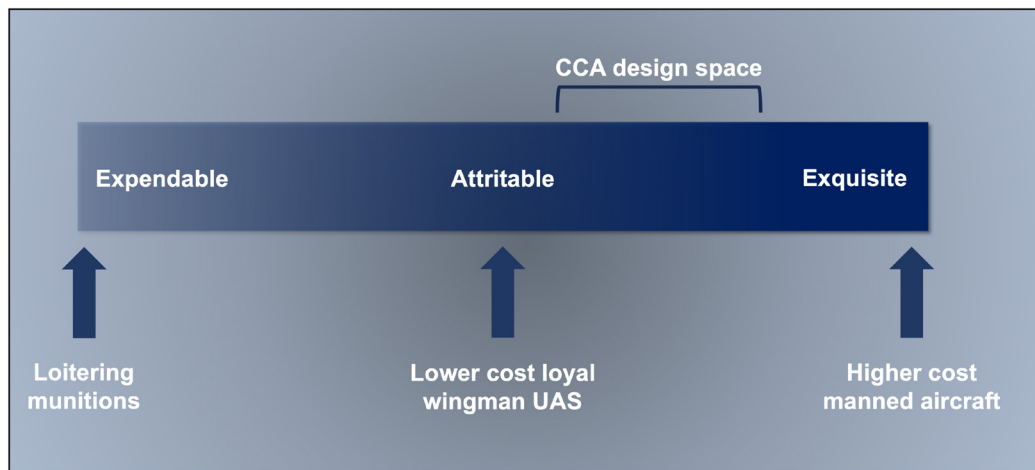 CCA design space
Expendable
Attritable
Exquisite
Loitering
munitions
Lower cost loyal
wingman UAS
Higher cost
manned aircraft